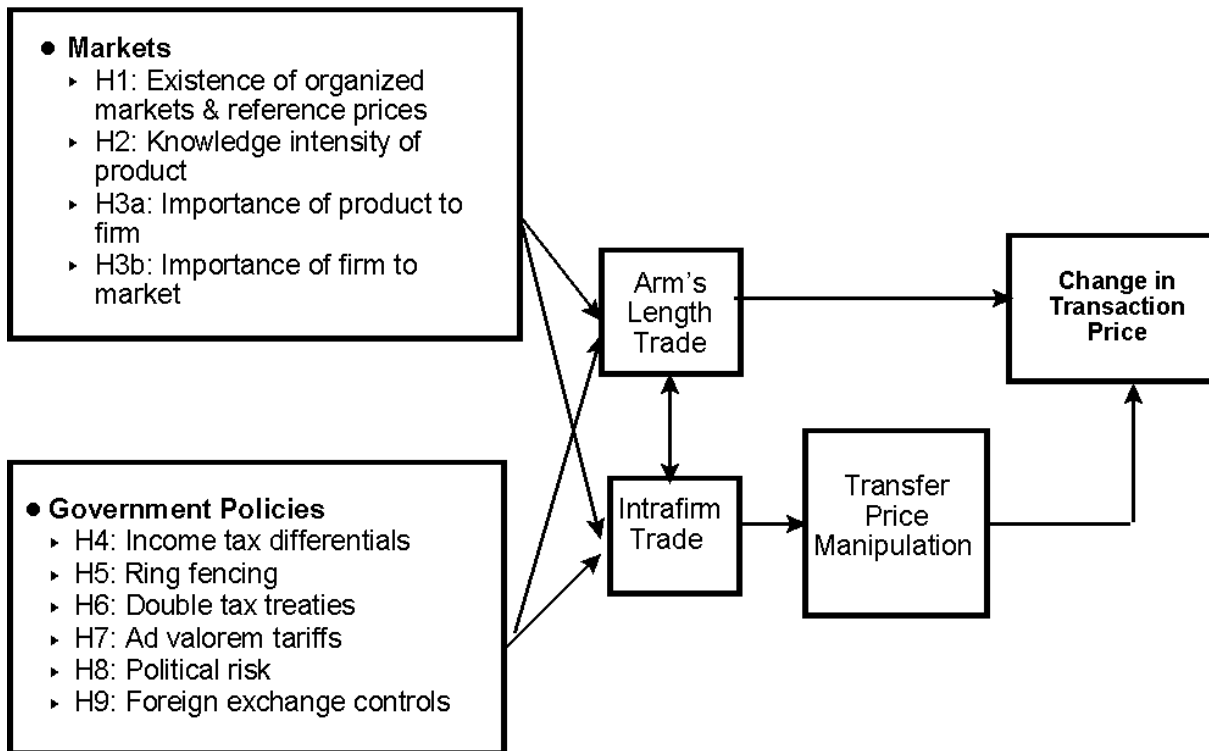 ● Markets
‣ H1: Existence of organized
markets & reference prices
‣ H2: Knowledge intensity of
product
‣ H3a: Importance of product to
firm
‣ H3b: Importance of firm to
market
● Government Policies
‣ H4: Income tax differentials
‣ H5: Ring fencing
‣ H6: Double tax treaties
‣ H7: Ad valorem tariffs
‣ H8: Political risk
‣ H9: Foreign exchange controls
Arm's
Length
Trade
Intrafirm
Trade
Transfer
Price
Manipulation
Change in
Transaction
Price